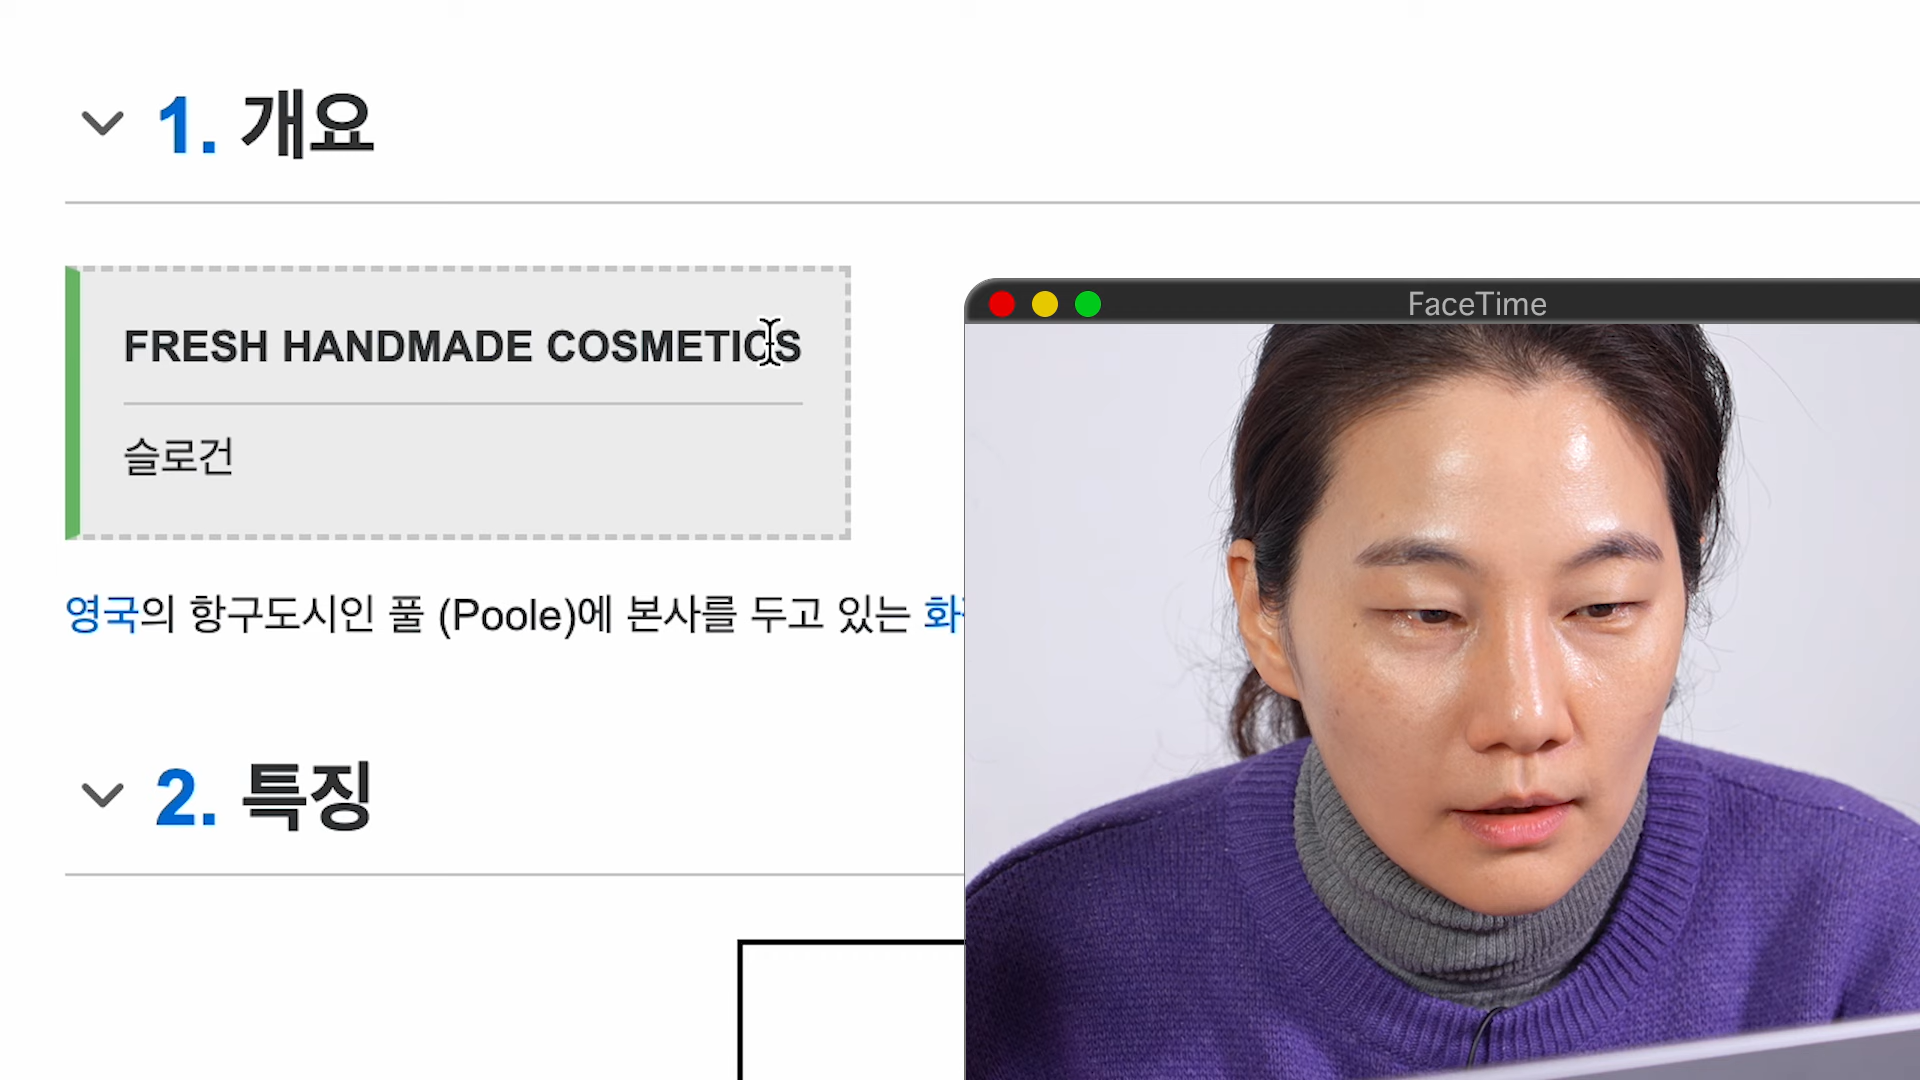 1. 개요
FRESH HANDMADE COSMETICS
슬로건
영국의 항구도시인 풀 (Poole)에 본사를 두고 있는
2. 특징
FaceTime